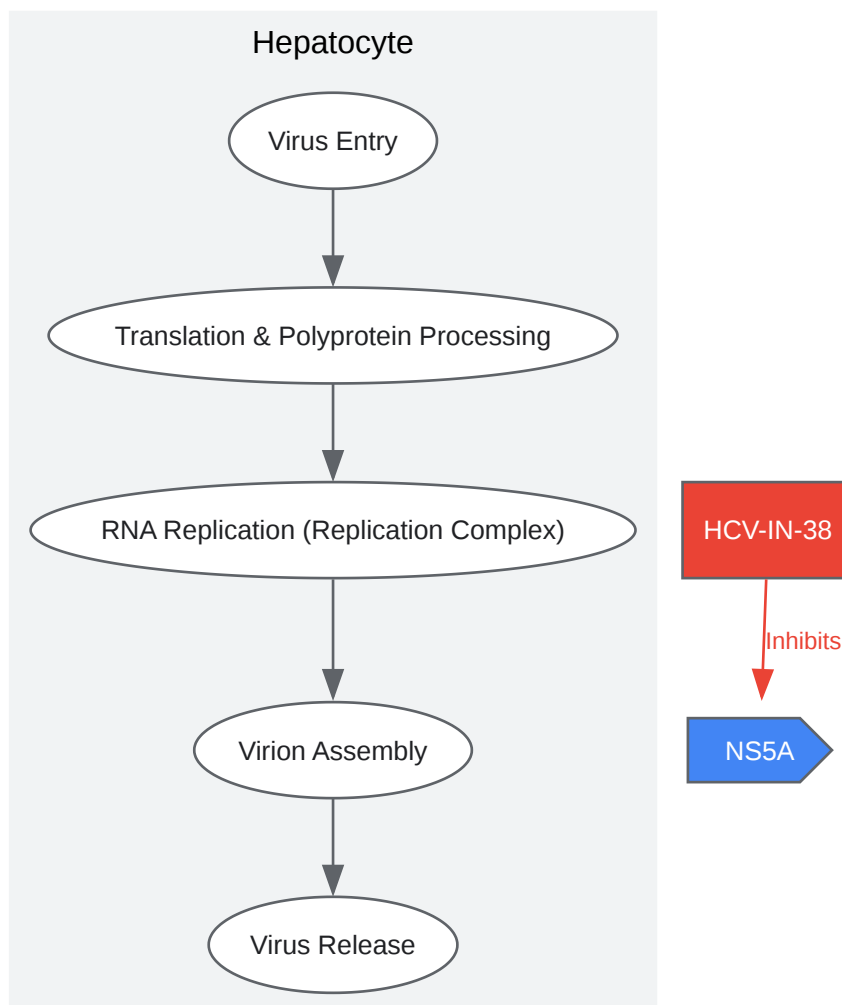 Hepatocyte
Virus Entry
Translation & Polyprotein Processing
RNA Replication (Replication Complex)
HCV-IN-38
Inhibits
Virion Assembly
NS5A
Virus Release